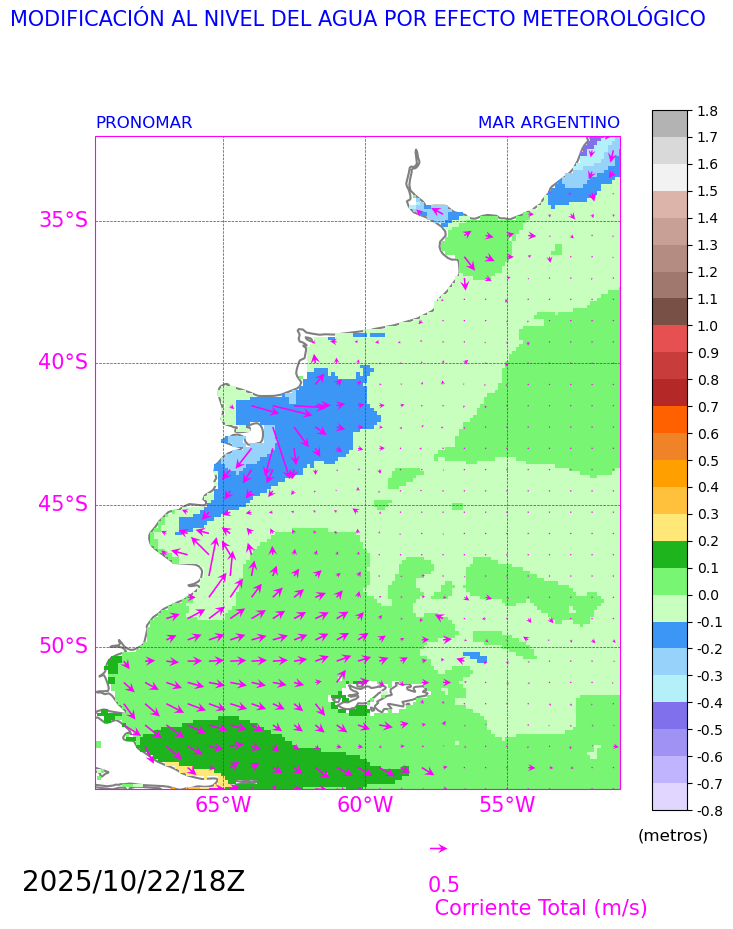 MODIFICACIÓN AL NIVEL DEL AGUA POR EFECTO METEOROLÓGICO
PRONOMAR MAR ARGENTINO
1.8
1.7
1.6
1.5
1.4
1.3
1.2
1.1
1.0
0.9
0.8
0.7
0.6
0.5
0.4
0.3
0.2
0.1
0.0
-0.1
-0.2
-0.3
-0.4
-0.5
-0.6
-0.7
-0.8
(metros)
35°S
40°S
45°S
50°S
65°W 60°W 55°W
2025/10/22/18Z
0.5
Corriente Total (m/s)